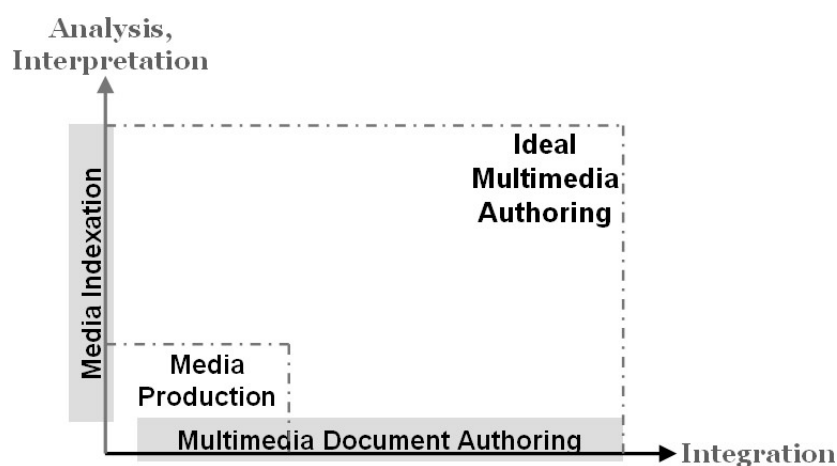 Analysis,
Interpretation
Ideal
Multimedia
Authoring
Media Indexation
Media
Production
Multimedia Document Authoring
Integration